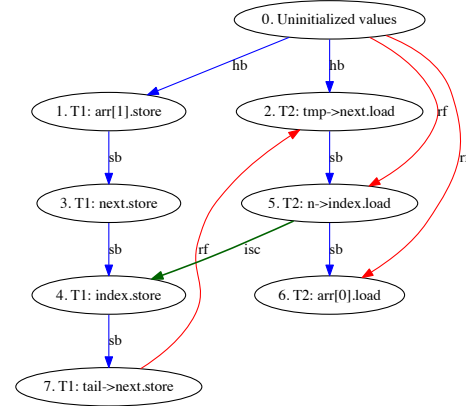 0. Uninitialized values
hb
hb
1. T1: arr[1].store
2. T2: tmp->next.load
rf
sb
sb
rf
3. T1: next.store
5. T2: n->index.load
sb
rf
isc
sb
4. T1: index.store
6. T2: arr[0].load
sb
7. T1: tail->next.store